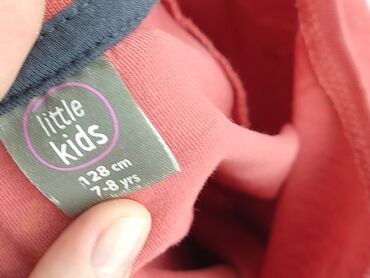 little
kids
128 cm
7-8 yrs